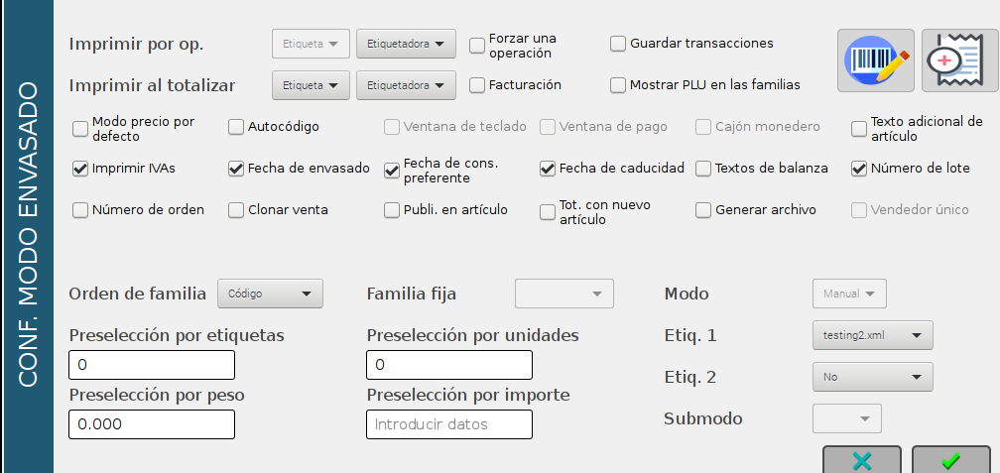 CONF. MODO ENVASADO
Imprimir por op.
Etiqueta
Etiquetadora
Forzar una
operación
Guardar transacciones
Imprimir al totalizar
Etiqueta
Etiquetadora
Facturación
Mostrar PLU en las familias
Modo precio por
defecto
Autocódigo
Ventana de teclado
Ventana de pago
Cajón monedero
Texto adicional de
artículo
Imprimir IVAs
Fecha de envasado
Fecha de cons.
preferente
Fecha de caducidad
Textos de balanza
Número de lote
Número de orden
Clonar venta
Publi. en artículo
Tot. con nuevo
artículo
Generar archivo
Vendedor único
Orden de familia
Código
Familia fija
Modo
Manual
Preselección por etiquetas
Preselección por unidades
Etiq. 1
testing2.xml
0
0
Etiq. 2
No
Preselección por peso
Preselección por importe
0.000
Introducir datos
Submodo